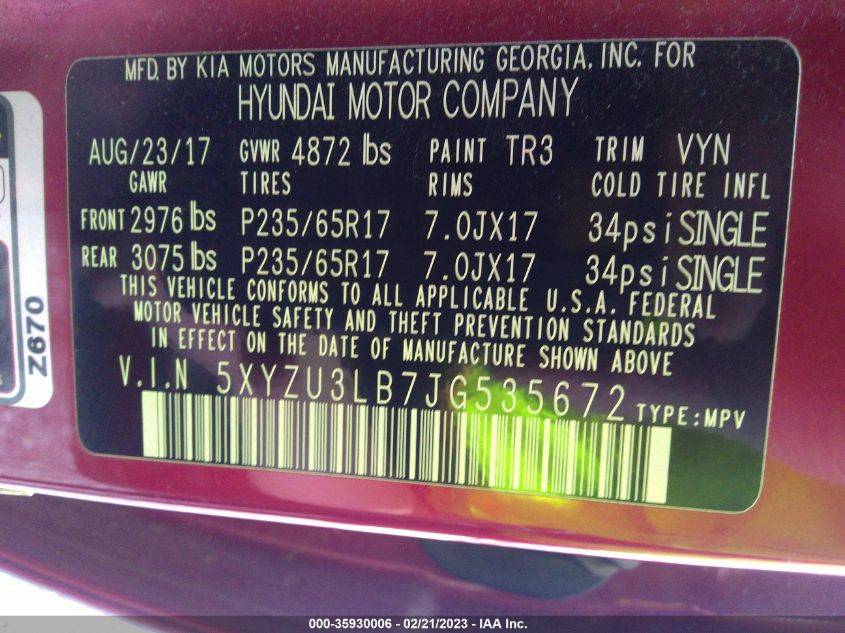 MFD. BY KIA MOTORS MANUFACTURING GEORGIA, INC. FOR
HYUNDAI MOTOR COMPANY
AUG/23/17 GVWR 4872 lbs PAINT TR3 TRIM VYN
GAWR TIRES RIMS COLD TIRE INFL
FRONT 2976 lbs P235/65R17 7.0JX17 34psi SINGLE
REAR 3075 lbs P235/65R17 7.0JX17 34psi SINGLE
THIS VEHICLE CONFORMS TO ALL APPLICABLE U.S.A. FEDERAL
MOTOR VEHICLE SAFETY AND THEFT PREVENTION STANDARDS
IN EFFECT ON THE DATE OF MANUFACTURE SHOWN ABOVE
V.I.N 5XYZU3LB7JG535672 TYPE:MPV
Z670
000-35930006 - 02/21/2023 - IAA Inc.